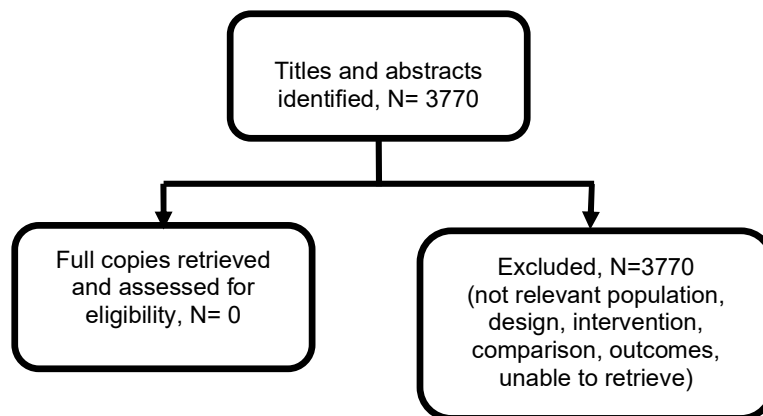 Titles and abstracts
identified, N= 3770
Full copies retrieved
and assessed for
eligibility, N= 0
Excluded, N=3770
(not relevant population,
design, intervention,
comparison, outcomes,
unable to retrieve)